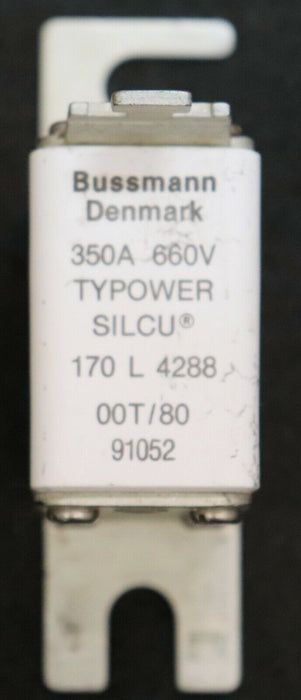 Bussmann
Denmark
350A 660V
TYPOWER
SILCU®
170 L 4288
00T/80
91052